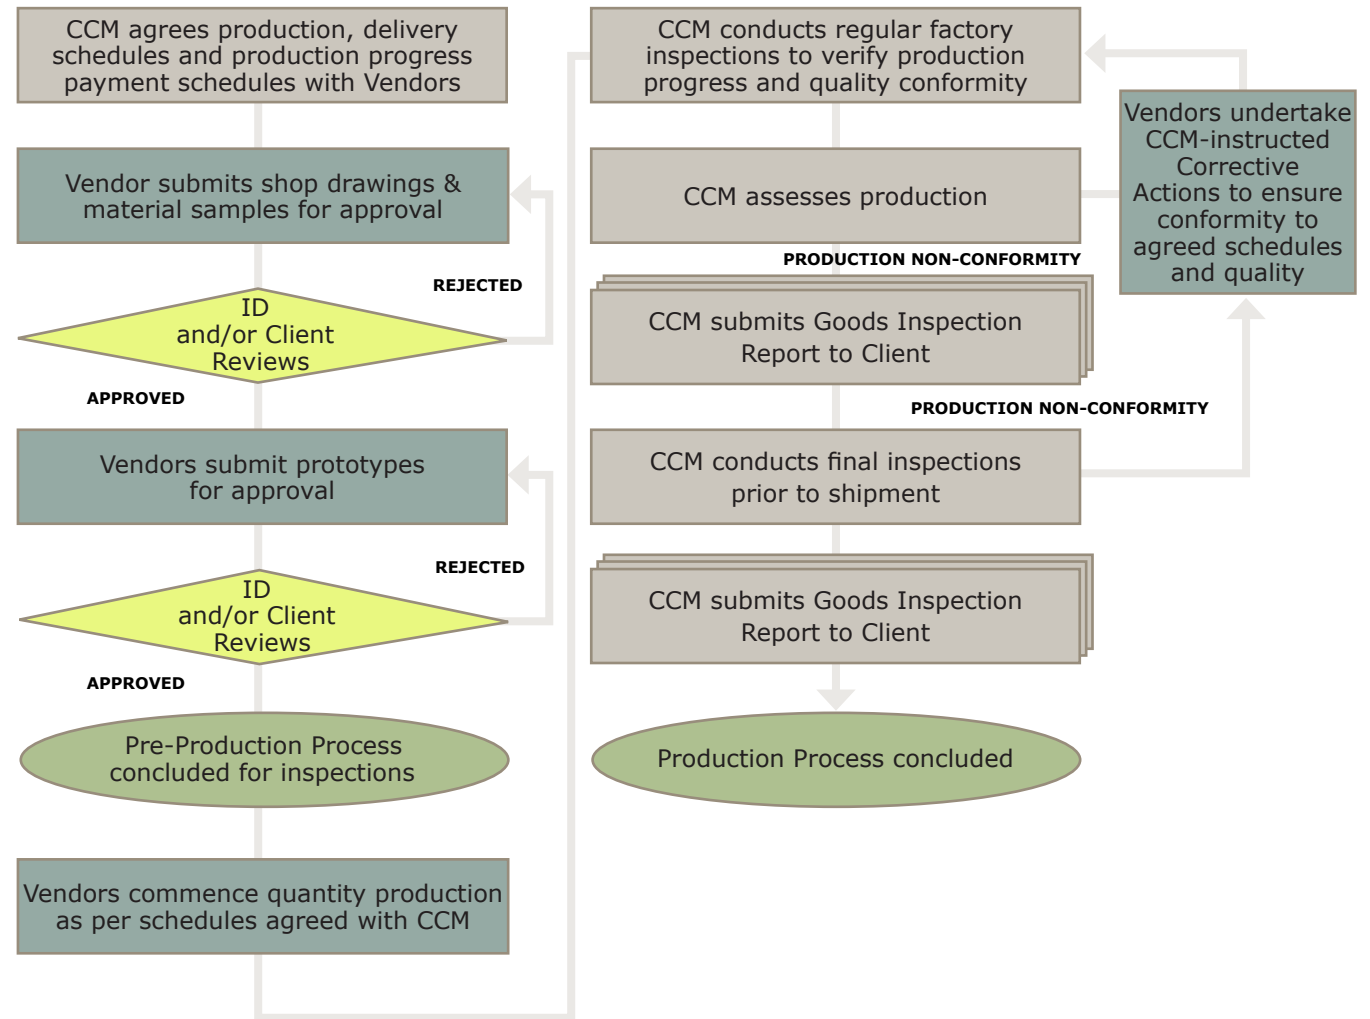 CCM agrees production, delivery
schedules and production progress
payment schedules with Vendors
Vendor submits shop drawings &
material samples for approval
REJECTED
ID
and/or Client
Reviews
APPROVED
Vendors submit prototypes
for approval
REJECTED
ID
and/or Client
Reviews
APPROVED
Pre-Production Process
concluded for inspections
Vendors commence quantity production
as per schedules agreed with CCM
CCM conducts regular factory
inspections to verify production
progress and quality conformity
CCM assesses production
PRODUCTION NON-CONFORMITY
Vendors undertake
CCM-instructed
Corrective
Actions to ensure
conformity to
agreed schedules
and quality
CCM submits Goods Inspection
Report to Client
PRODUCTION NON-CONFORMITY
CCM conducts final inspections
prior to shipment
CCM submits Goods Inspection
Report to Client
Production Process concluded